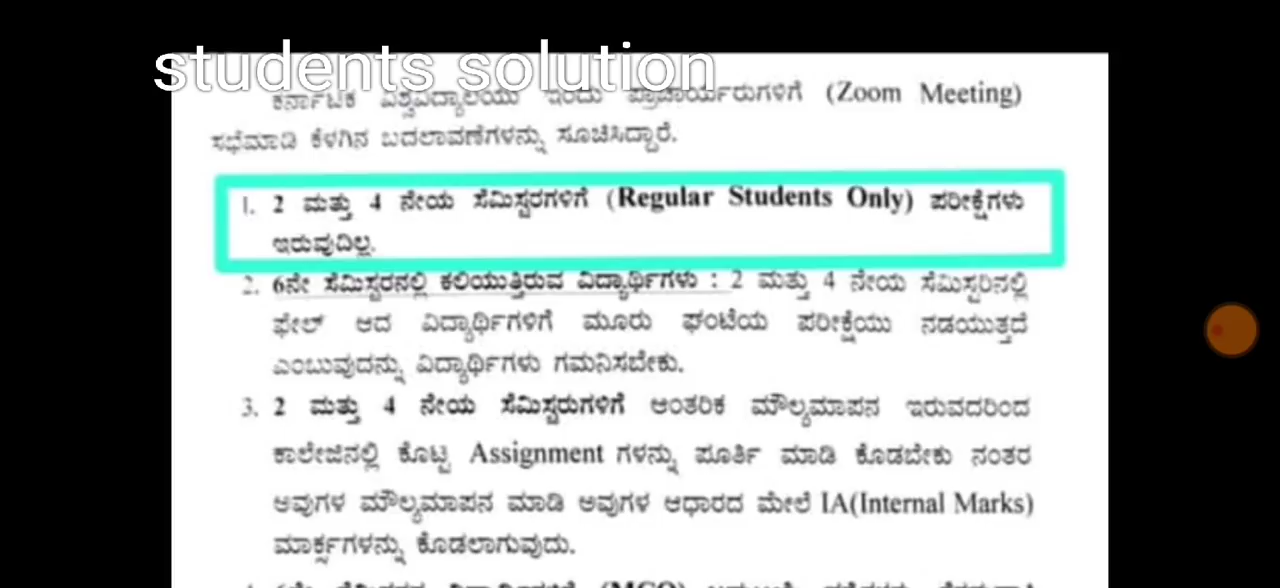 students solution
ಕರ್ನಾಟಕ ವಿಶ್ವವಿದ್ಯಾಲಯವು ಇಂದು ಪ್ರಾಚಾರ್ಯರುಗಳಿಗೆ (Zoom Meeting)
ಸಭೆಮಾಡಿ ಕೆಳಗಿನ ಬದಲಾವಣೆಗಳನ್ನು ಸೂಚಿಸಿದ್ದಾರೆ.
1. 2 ಮತ್ತು 4 ನೇಯ ಸೆಮಿಸ್ಟರಗಳಿಗೆ (Regular Students Only) ಪರೀಕ್ಷೆಗಳು
ಇರುವುದಿಲ್ಲ.
2. 6ನೇ ಸೆಮಿಸ್ಟರನಲ್ಲಿ ಕಲಿಯುತ್ತಿರುವ ವಿದ್ಯಾರ್ಥಿಗಳು : 2 ಮತ್ತು 4 ನೇಯ ಸೆಮಿಸ್ಟರಿನಲ್ಲಿ
ಫೇಲ್ ಆದ ವಿದ್ಯಾರ್ಥಿಗಳಿಗೆ ಮೂರು ಘಂಟೆಯ ಪರೀಕ್ಷೆಯು ನಡಯುತ್ತದೆ
ಎಂಬುವುದನ್ನು ವಿದ್ಯಾರ್ಥಿಗಳು ಗಮನಿಸಬೇಕು.
3. 2 ಮತ್ತು 4 ನೇಯ ಸೆಮಿಸ್ಟರುಗಳಿಗೆ ಆಂತರಿಕ ಮೌಲ್ಯಮಾಪನ ಇರುವದರಿಂದ
ಕಾಲೇಜಿನಲ್ಲಿ ಕೊಟ್ಟ Assignment ಗಳನ್ನು ಪೂರ್ತಿ ಮಾಡಿ ಕೊಡಬೇಕು ನಂತರ
ಅವುಗಳ ಮೌಲ್ಯಮಾಪನ ಮಾಡಿ ಅವುಗಳ ಆಧಾರದ ಮೇಲೆ IA(Internal Marks)
ಮಾರ್ಕ್ಸಗಳನ್ನು ಕೊಡಲಾಗುವುದು.
(MCQ)